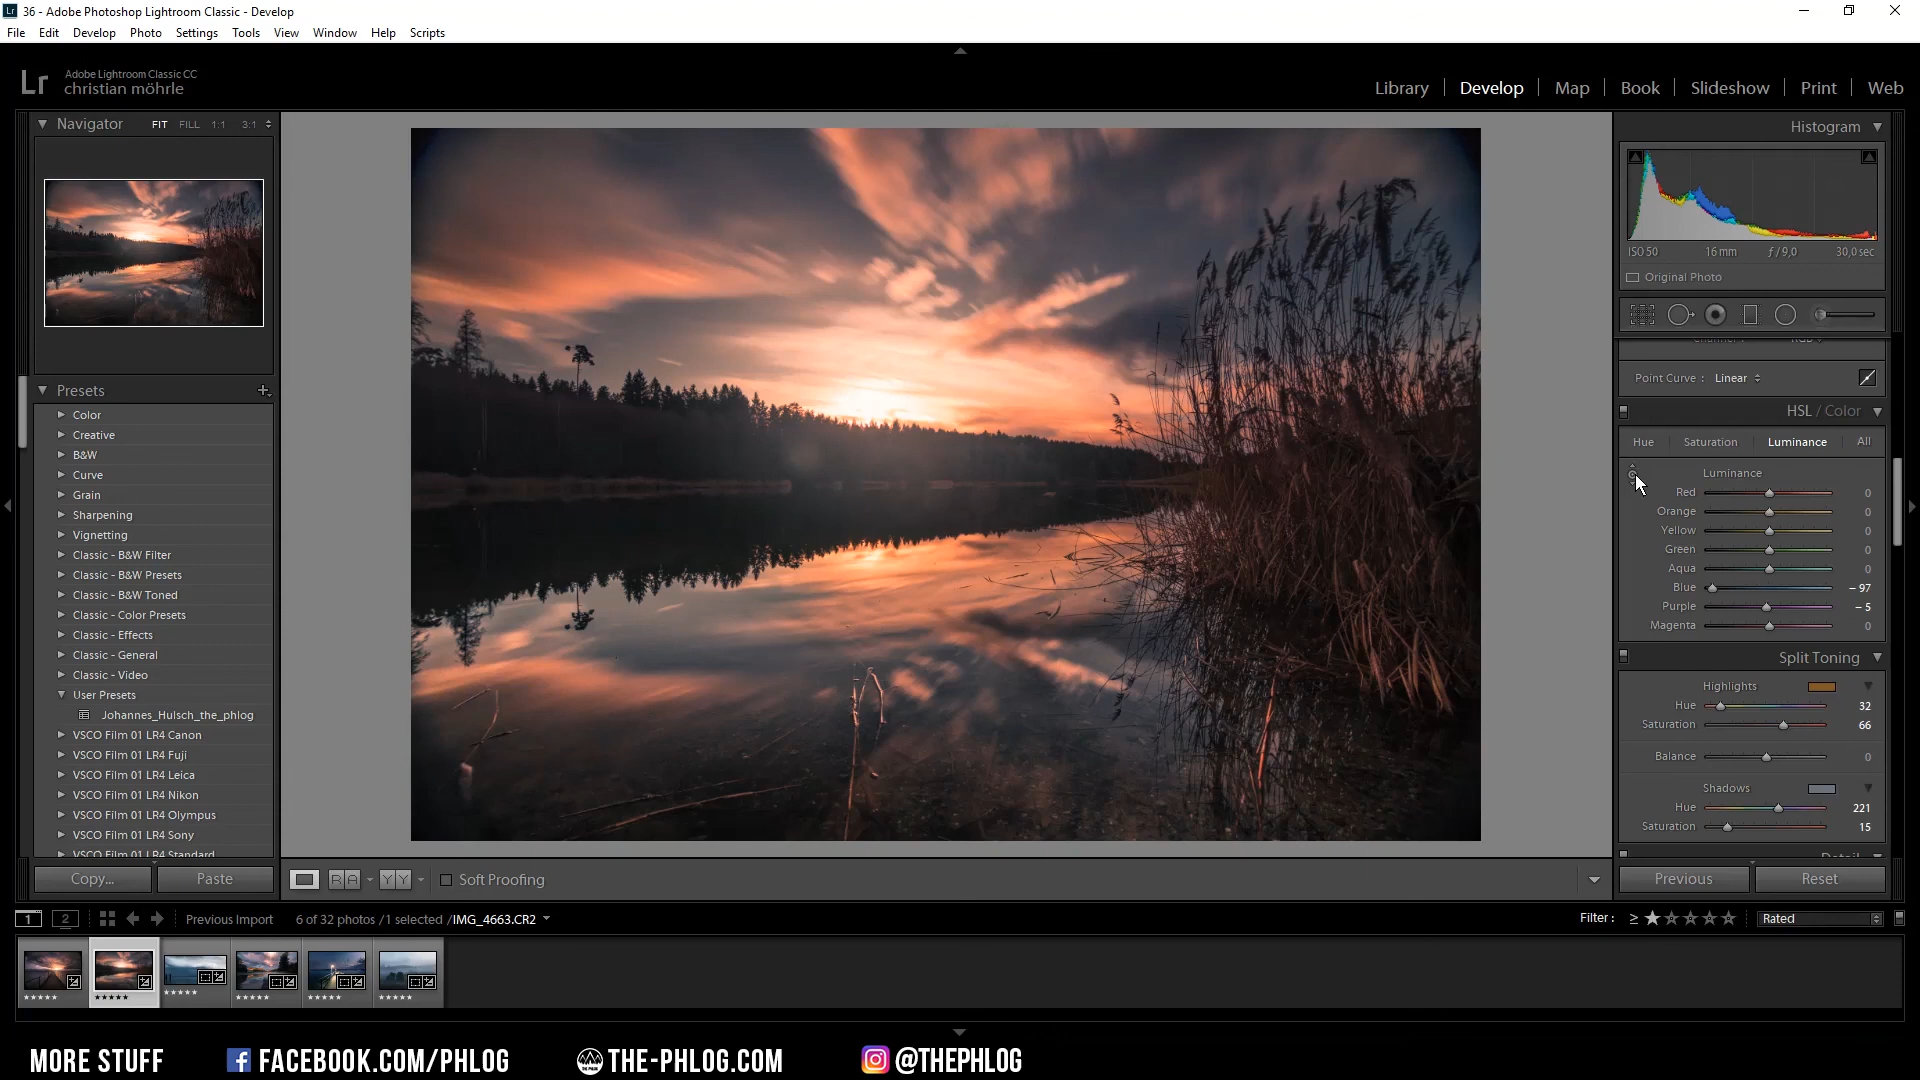 36 - Adobe Photoshop Lightroom Classic - Develop
File Edit Develop Photo Settings Tools View Window Help Scripts
Lr Adobe Lightroom Classic CC
christian möhrle
Library Develop Map Book Slideshow Print Web
Navigator FIT FILL 1:1 3:1
Presets
Color
Creative
B&W
Curve
Grain
Sharpening
Vignetting
Classic - B&W Filter
Classic - B&W Presets
Classic - B&W Toned
Classic - Color Presets
Classic - Effects
Classic - General
Classic - Video
User Presets
Johannes_Hulsch_the_phlog
VSCO Film 01 LR4 Canon
VSCO Film 01 LR4 Fuji
VSCO Film 01 LR4 Leica
VSCO Film 01 LR4 Nikon
VSCO Film 01 LR4 Olympus
VSCO Film 01 LR4 Sony
VSCO Film 01 LR4 Standard
Copy... Paste
Histogram
ISO 50 16 mm ƒ / 9,0 30,0 sec
Original Photo
Channel : RGB
Point Curve : Linear
HSL / Color
Hue Saturation Luminance All
Luminance
Red 0
Orange 0
Yellow 0
Green 0
Aqua 0
Blue - 97
Purple - 5
Magenta 0
Split Toning
Highlights
Hue 32
Saturation 66
Balance 0
Shadows
Hue 221
Saturation 15
Detail
Previous Reset
R A Y Y Soft Proofing
1 2 Previous Import 6 of 32 photos / 1 selected / IMG_4663.CR2
Filter : ≥ Rated
MORE STUFF FACEBOOK.COM/PHLOG THE-PHLOG.COM @THEPHLOG